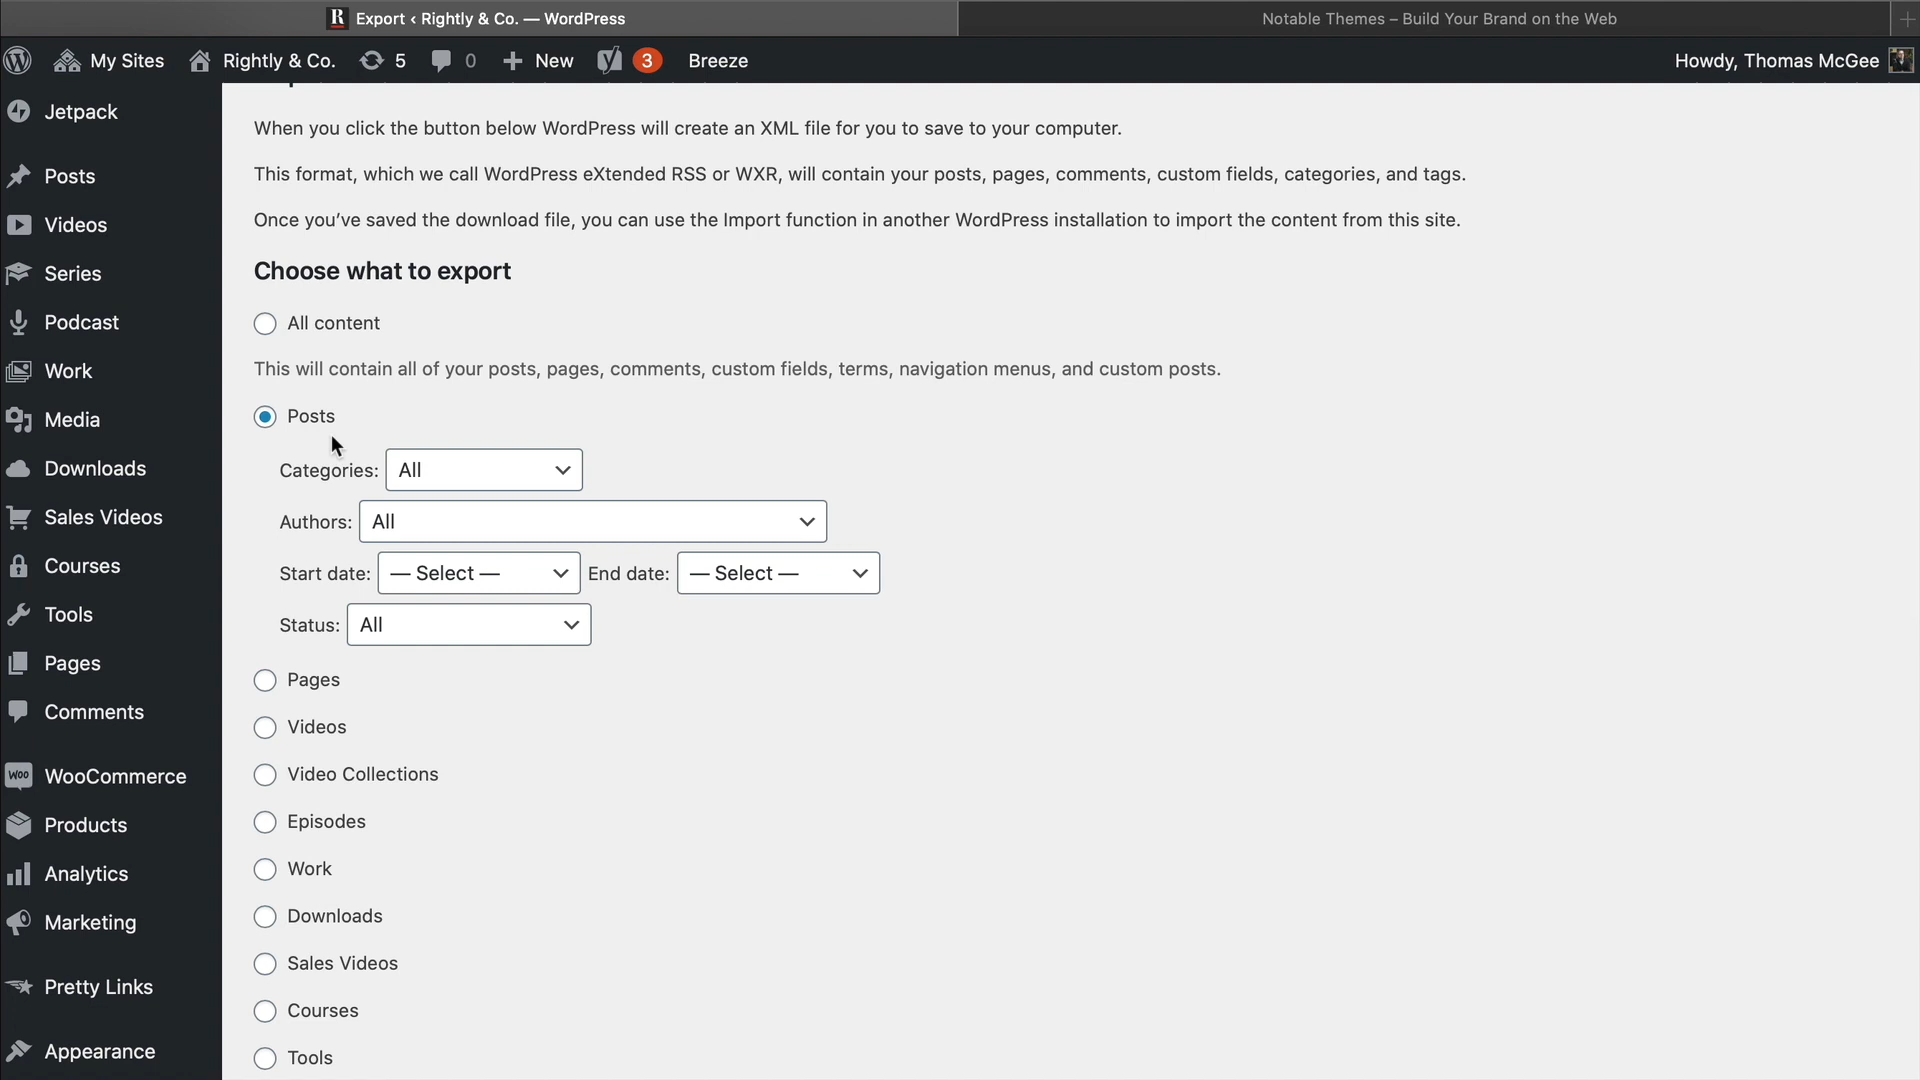 R Export ‹ Rightly & Co. — WordPress
Notable Themes – Build Your Brand on the Web
My Sites
Rightly & Co.
5
0
New
3
Breeze
Howdy, Thomas McGee
Jetpack
Posts
Videos
Series
Podcast
Work
Media
Downloads
Sales Videos
Courses
Tools
Pages
Comments
Woo WooCommerce
Products
Analytics
Marketing
Pretty Links
Appearance
When you click the button below WordPress will create an XML file for you to save to your computer.
This format, which we call WordPress eXtended RSS or WXR, will contain your posts, pages, comments, custom fields, categories, and tags.
Once you’ve saved the download file, you can use the Import function in another WordPress installation to import the content from this site.
Choose what to export
All content
This will contain all of your posts, pages, comments, custom fields, terms, navigation menus, and custom posts.
Posts
Categories: All
Authors: All
Start date: — Select — End date: — Select —
Status: All
Pages
Videos
Video Collections
Episodes
Work
Downloads
Sales Videos
Courses
Tools